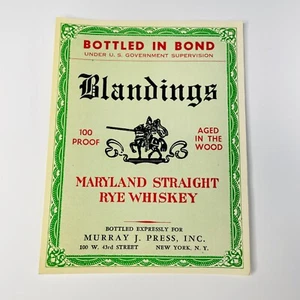 BOTTLED IN BOND
UNDER U. S. GOVERNMENT SUPERVISION
Blandings
100
PROOF
AGED
IN THE
WOOD
MARYLAND STRAIGHT
RYE WHISKEY
BOTTLED EXPRESSLY FOR
MURRAY J. PRESS, INC.
100 W. 43rd STREET NEW YORK, N. Y.